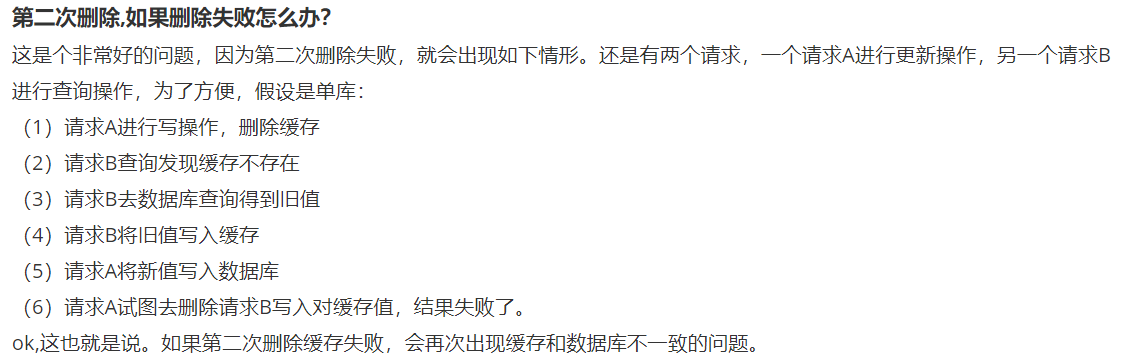 第二次删除,如果删除失败怎么办？
这是个非常好的问题，因为第二次删除失败，就会出现如下情形。还是有两个请求，一个请求A进行更新操作，另一个请求B
进行查询操作，为了方便，假设是单库：
（1）请求A进行写操作，删除缓存
（2）请求B查询发现缓存不存在
（3）请求B去数据库查询得到旧值
（4）请求B将旧值写入缓存
（5）请求A将新值写入数据库
（6）请求A试图去删除请求B写入对缓存值，结果失败了。
ok,这也就是说。如果第二次删除缓存失败，会再次出现缓存和数据库不一致的问题。